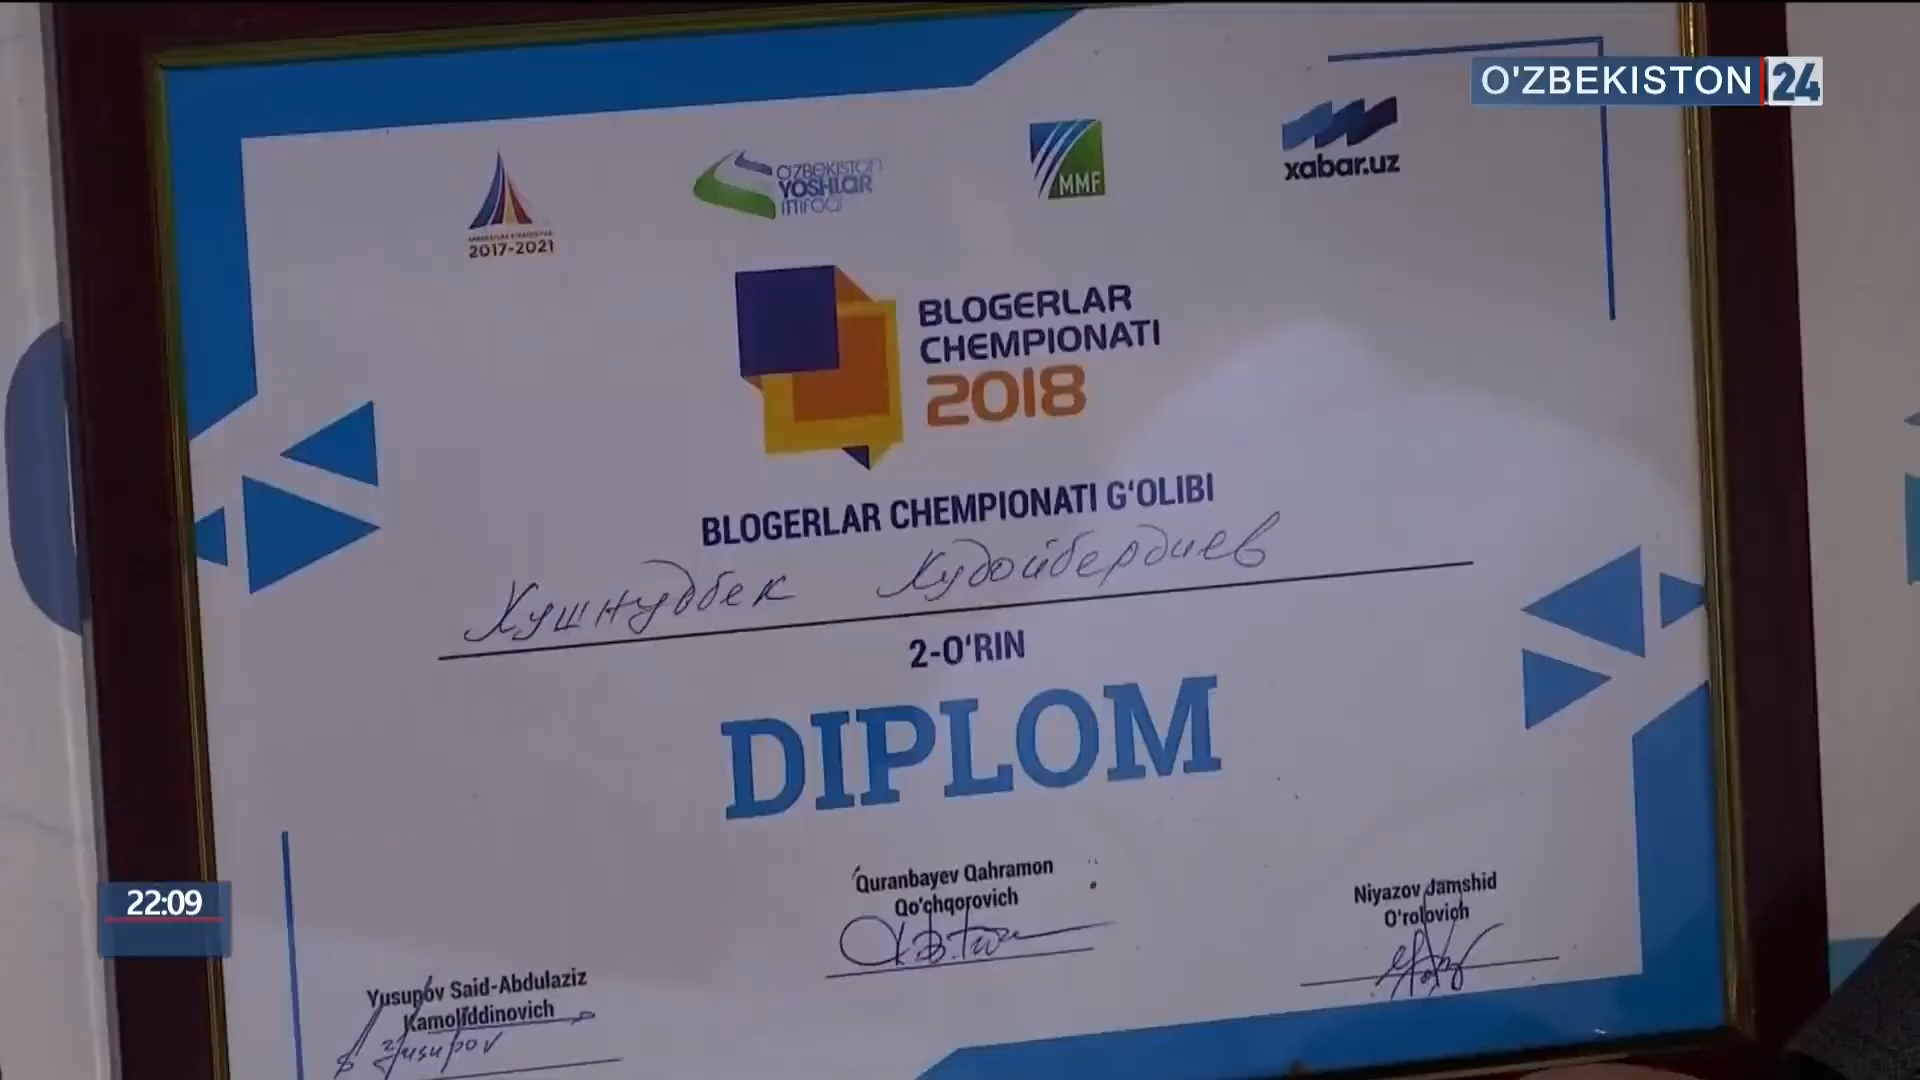 O'ZBEKISTON 24
2017-2021
O'ZBEKISTON
YOSHLAR
ITTIFOQI
MMF
xabar.uz
BLOGERLAR
CHEMPIONATI
2018
BLOGERLAR CHEMPIONATI G‘OLIBI
Хушнудбек Худойбердиев
2-O‘RIN
DIPLOM
22:09
Yusupov Said-Abdulaziz
Kamoliddinovich
Quranbayev Qahramon
Qo‘chqorovich
Niyazov Jamshid
O‘rolovich